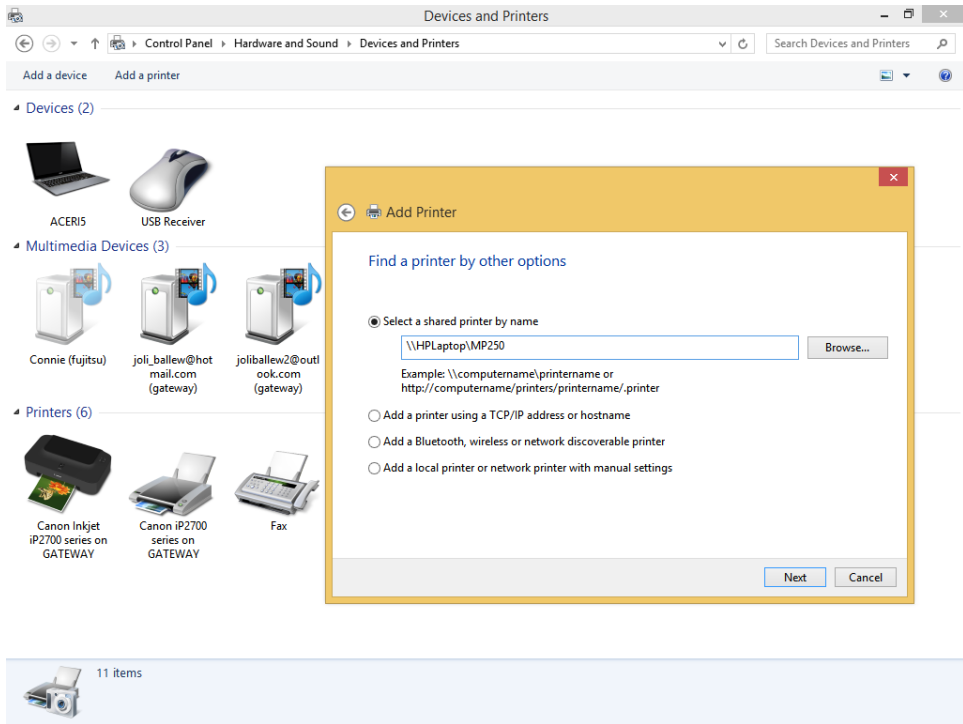 Devices and Printers
Control Panel Hardware and Sound Devices and Printers
Search Devices and Printers
Add a device Add a printer
Devices (2)
ACERI5
USB Receiver
Multimedia Devices (3)
Connie (fujitsu)
joli_ballew@hot
mail.com
(gateway)
joliballew2@outl
ook.com
(gateway)
Printers (6)
Canon Inkjet
iP2700 series on
GATEWAY
Canon iP2700
series on
GATEWAY
Fax
Add Printer
Find a printer by other options
Select a shared printer by name
\\HPLaptop\MP250
Browse...
Example: \\computername\printername or
http://computername/printers/printername/.printer
Add a printer using a TCP/IP address or hostname
Add a Bluetooth, wireless or network discoverable printer
Add a local printer or network printer with manual settings
Next Cancel
11 items